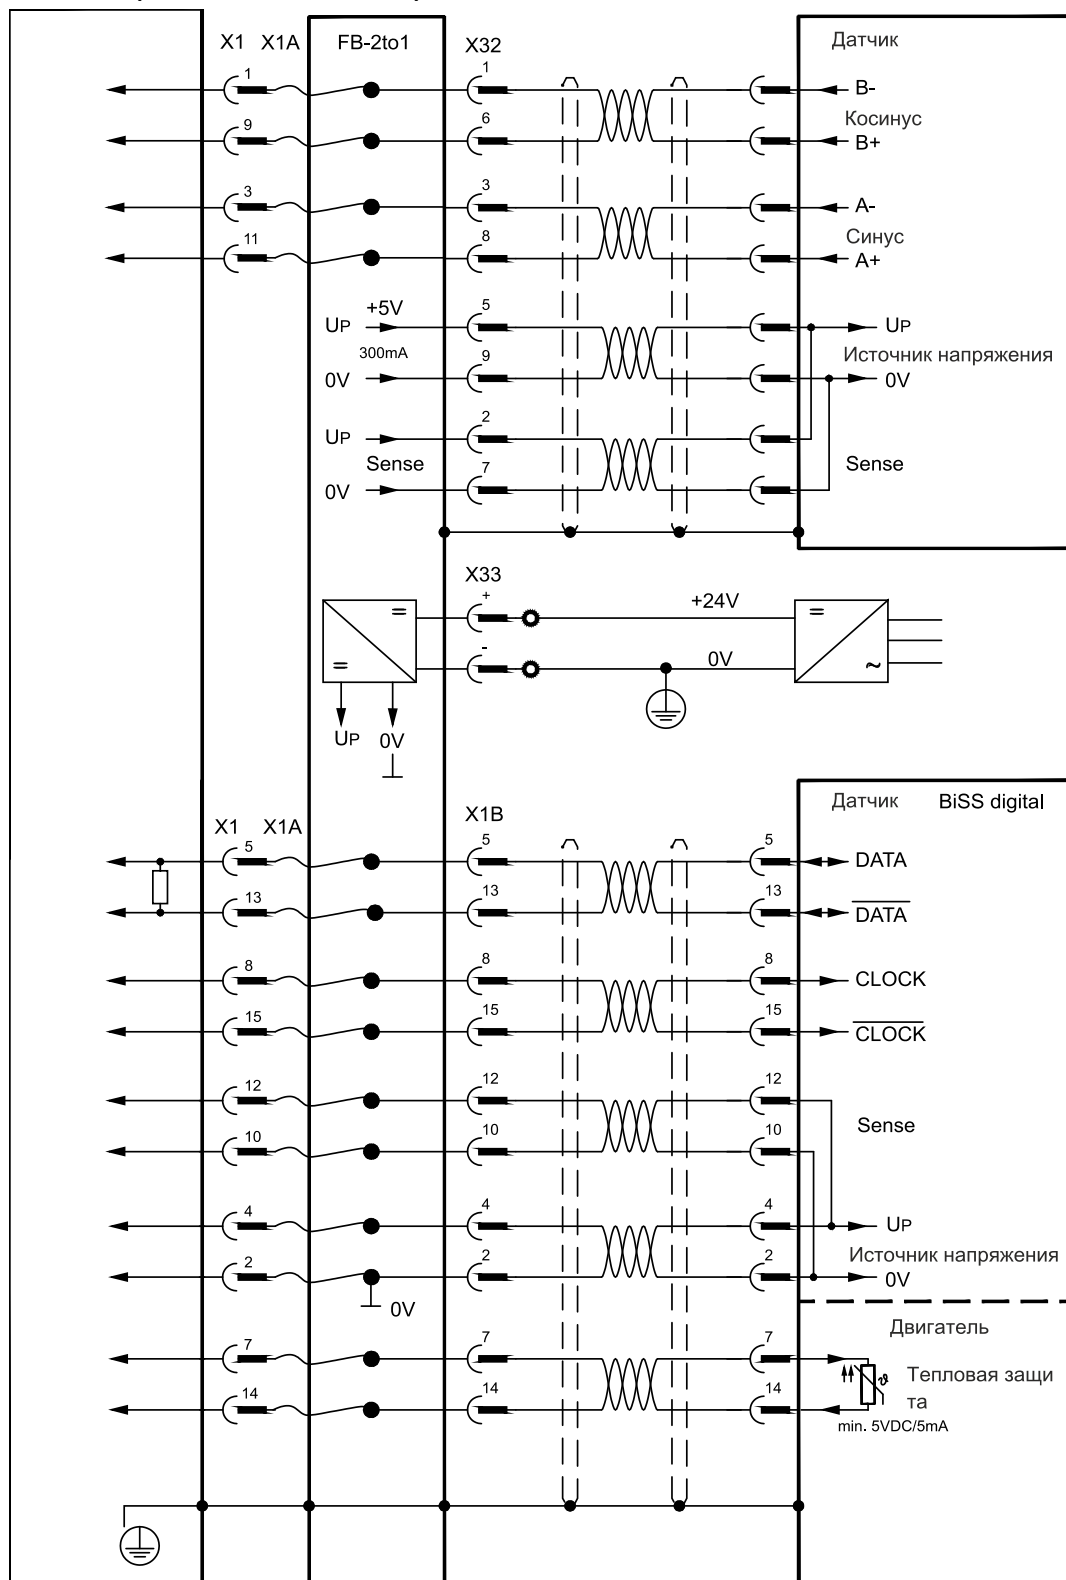 X1 X1A FB-2to1 X32 Датчик
1 1 B-
Косинус
9 6 B+
3 3 A-
Синус
11 8 A+
+5V 5
UP UP
300mA 9 Источник напряжения
0V 0V
2
UP
Sense 7 Sense
0V
X33
+ +24V =
=
- 0V ~
=
UP 0V
Датчик BiSS digital
X1 X1A X1B
5 5 5 DATA
13 13 13 DATA
8 8 8 CLOCK
15 15 15 CLOCK
12 12 12
Sense
10 10 10
4 4 4 UP
Источник напряжения
2 2 2 0V
0V
Двигатель
7 7 7
ϑ Тепловая защи
14 14 14 та
min. 5VDC/5mA